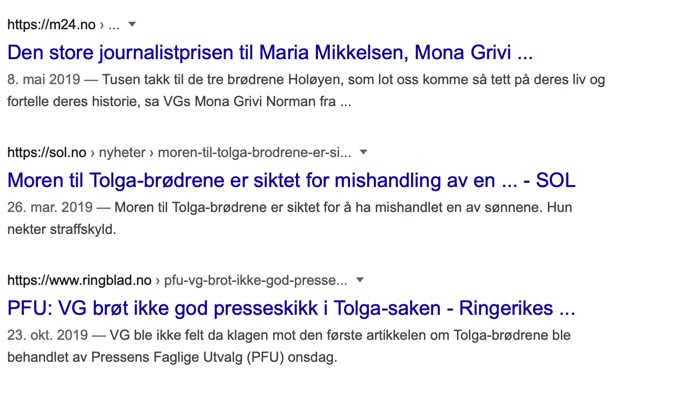 https://m24.no › ...
Den store journalistprisen til Maria Mikkelsen, Mona Grivi ...
8. mai 2019 — Tusen takk til de tre brødrene Holøyen, som lot oss komme så tett på deres liv og
fortelle deres historie, sa VGs Mona Grivi Norman fra ...
https://sol.no › nyheter › moren-til-tolga-brodrene-er-si...
Moren til Tolga-brødrene er siktet for mishandling av en ... - SOL
26. mar. 2019 — Moren til Tolga-brødrene er siktet for å ha mishandlet en av sønnene. Hun
nekter straffskyld.
https://www.ringblad.no › pfu-vg-brot-ikke-god-presse...
PFU: VG brøt ikke god presseskikk i Tolga-saken - Ringerikes ...
23. okt. 2019 — VG ble ikke felt da klagen mot den første artikkelen om Tolga-brødrene ble
behandlet av Pressens Faglige Utvalg (PFU) onsdag.